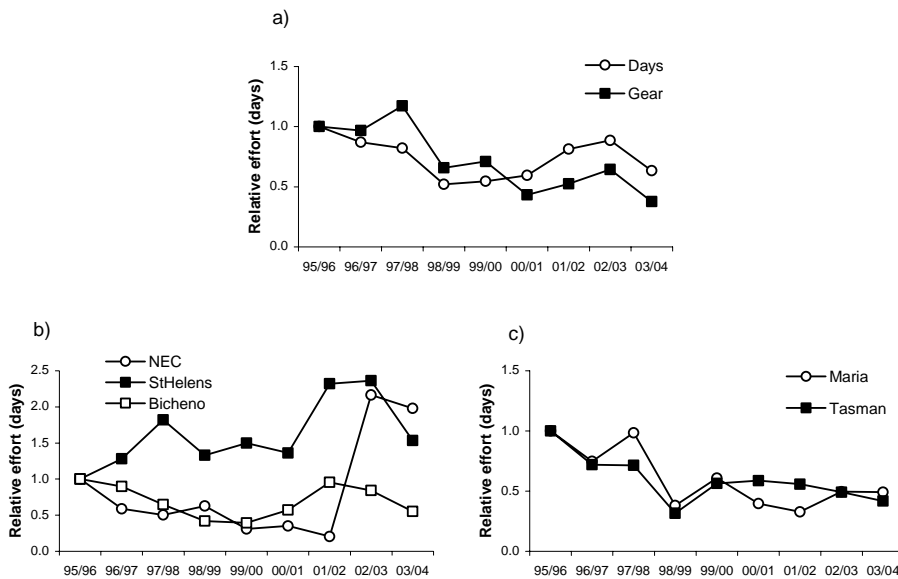 a)
Relative effort (days)
1.5
1.0
0.5
0.0
Days
Gear
95/96 96/97 97/98 98/99 99/00 00/01 01/02 02/03 03/04
b)
Relative effort (days)
2.5
2.0
1.5
1.0
0.5
0.0
NEC
StHelens
Bicheno
95/96 96/97 97/98 98/99 99/00 00/01 01/02 02/03 03/04
c)
Relative effort (days)
1.5
1.0
0.5
0.0
Maria
Tasman
95/96 96/97 97/98 98/99 99/00 00/01 01/02 02/03 03/04